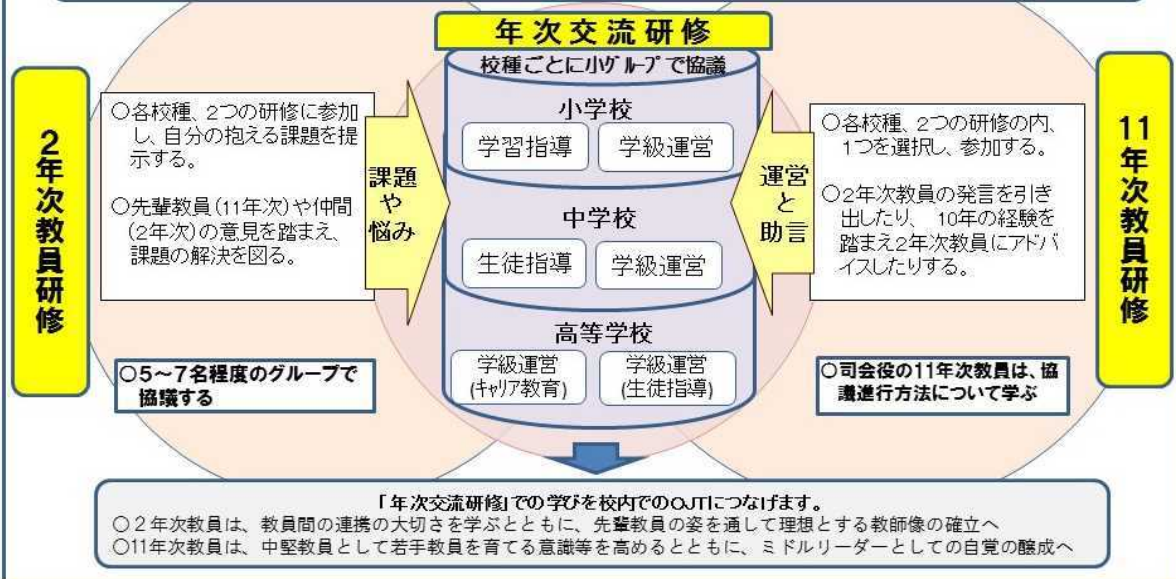 年次交流研修
校種ごとに小グループで協議
2年次教員研修
○各校種、2つの研修に参加
し、自分の抱える課題を提
示する。
○先輩教員(11年次)や仲間
(2年次)の意見を踏まえ、
課題の解決を図る。
課題
や
悩み
小学校
学習指導
学級運営
中学校
生徒指導
学級運営
高等学校
学級運営
(キャリア教育)
学級運営
(生徒指導)
運営
と
助言
○各校種、2つの研修の内、
1つを選択し、参加する。
○2年次教員の発言を引き
出したり、 10年の経験を
踏まえ2年次教員にアドバ
イスしたりする。
11年次教員研修
○5～7名程度のグループで
協議する
○司会役の11年次教員は、協
議進行方法について学ぶ
「年次交流研修」での学びを校内でのOJTにつなげます。
○2年次教員は、教員間の連携の大切さを学ぶとともに、先輩教員の姿を通して理想とする教師像の確立へ
○11年次教員は、中堅教員として若手教員を育てる意識等を高めるとともに、ミドルリーダーとしての自覚の醸成へ